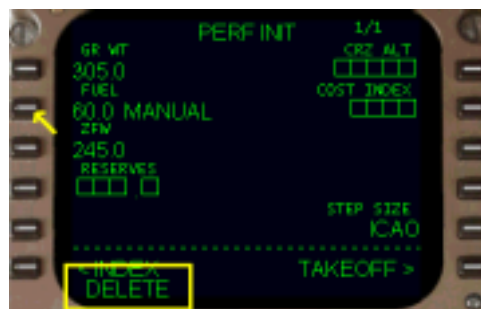 PERF INIT 1/1
GR WT CRZ ALT
305.0
FUEL COST INDEX
60.0 MANUAL
ZFW
245.0
RESERVES
STEP SIZE
ICAO
<INDEX TAKEOFF >
DELETE